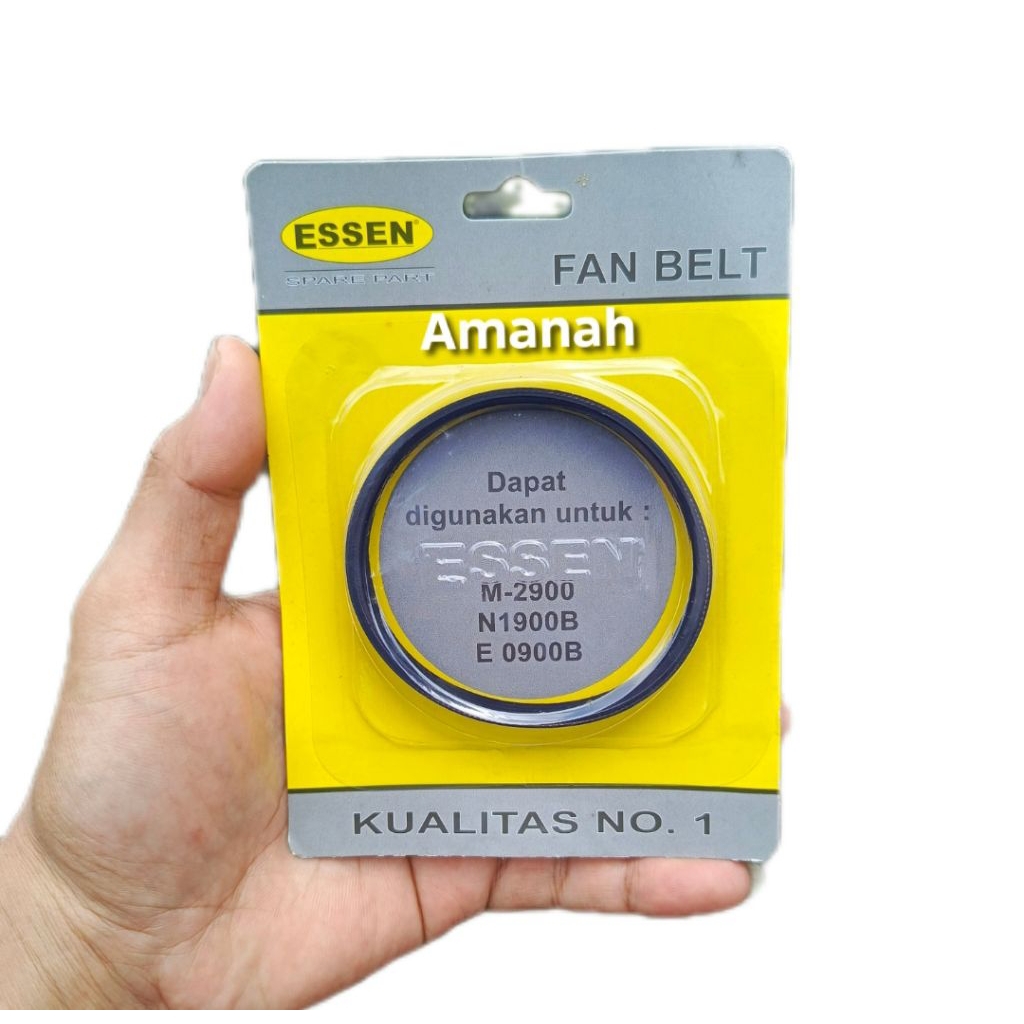 ESSEN®
SPARE PART
FAN BELT
Amanah
Dapat
digunakan untuk :
ESSEN
M-2900
N1900B
E 0900B
KUALITAS NO. 1